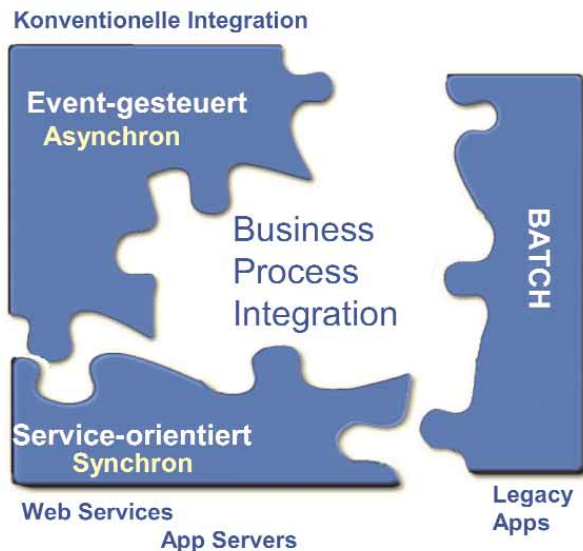 Konventionelle Integration
Event-gesteuert
Asynchron
Business
Process
Integration
BATCH
Service-orientiert
Synchron
Web Services
App Servers
Legacy
Apps